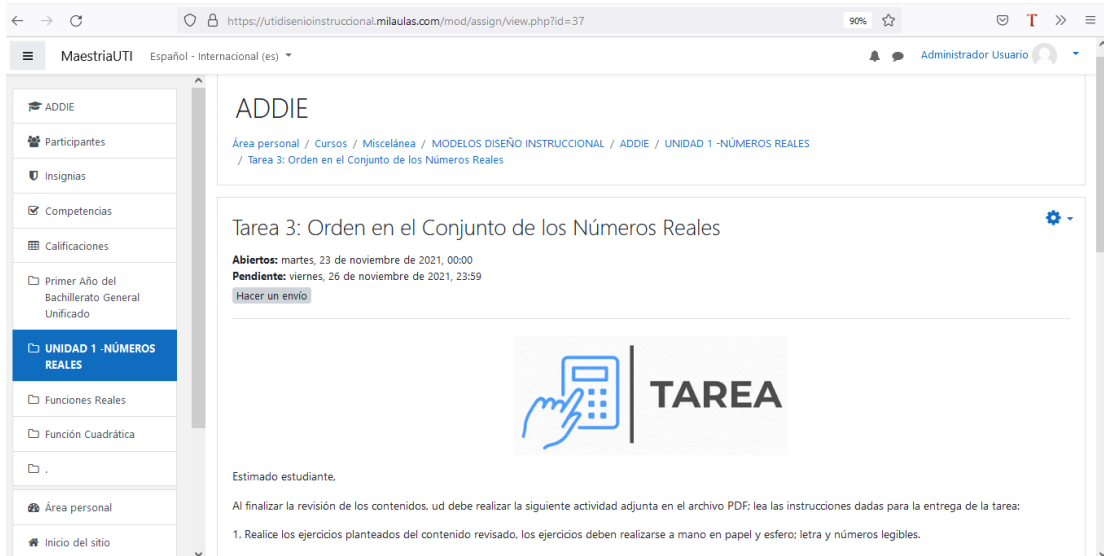 https://utidisenioinstruccional.milaulas.com/mod/assign/view.php?id=37
90%
MaestriaUTI
Español - Internacional (es)
Administrador Usuario
ADDIE
Participantes
Insignias
Competencias
Calificaciones
Primer Año del
Bachillerato General
Unificado
UNIDAD 1 -NÚMEROS
REALES
Funciones Reales
Función Cuadrática
.
Área personal
Inicio del sitio
ADDIE
Área personal / Cursos / Miscelánea / MODELOS DISEÑO INSTRUCCIONAL / ADDIE / UNIDAD 1 -NÚMEROS REALES
/ Tarea 3: Orden en el Conjunto de los Números Reales
Tarea 3: Orden en el Conjunto de los Números Reales
Abiertos: martes, 23 de noviembre de 2021, 00:00
Pendiente: viernes, 26 de noviembre de 2021, 23:59
Hacer un envío
TAREA
Estimado estudiante,
Al finalizar la revisión de los contenidos, ud debe realizar la siguiente actividad adjunta en el archivo PDF; lea las instrucciones dadas para la entrega de la tarea:
1. Realice los ejercicios planteados del contenido revisado, los ejercicios deben realizarse a mano en papel y esfero; letra y números legibles.